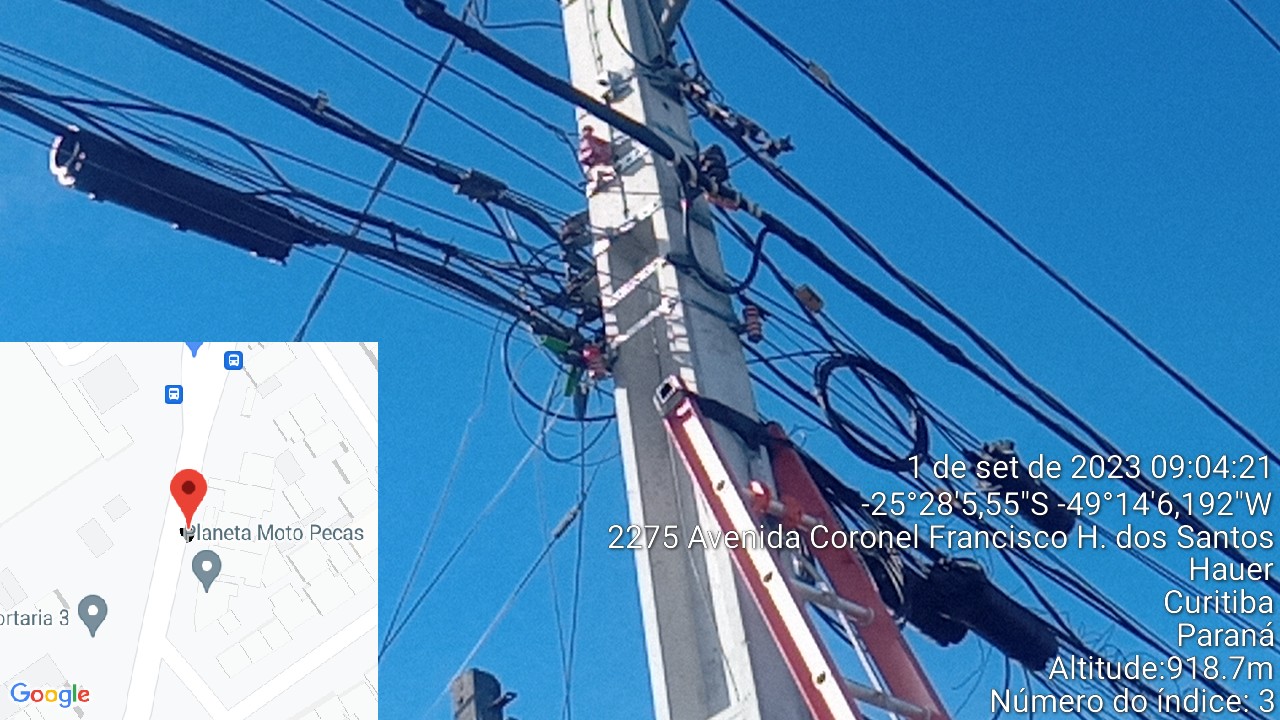 1 de set de 2023 09:04:21
-25°28'5,55"S -49°14'6,192"W
2275 Avenida Coronel Francisco H. dos Santos
Hauer
Curitiba
Paraná
Altitude:918.7m
Número do índice: 3
Planeta Moto Pecas
ortaria 3
Google